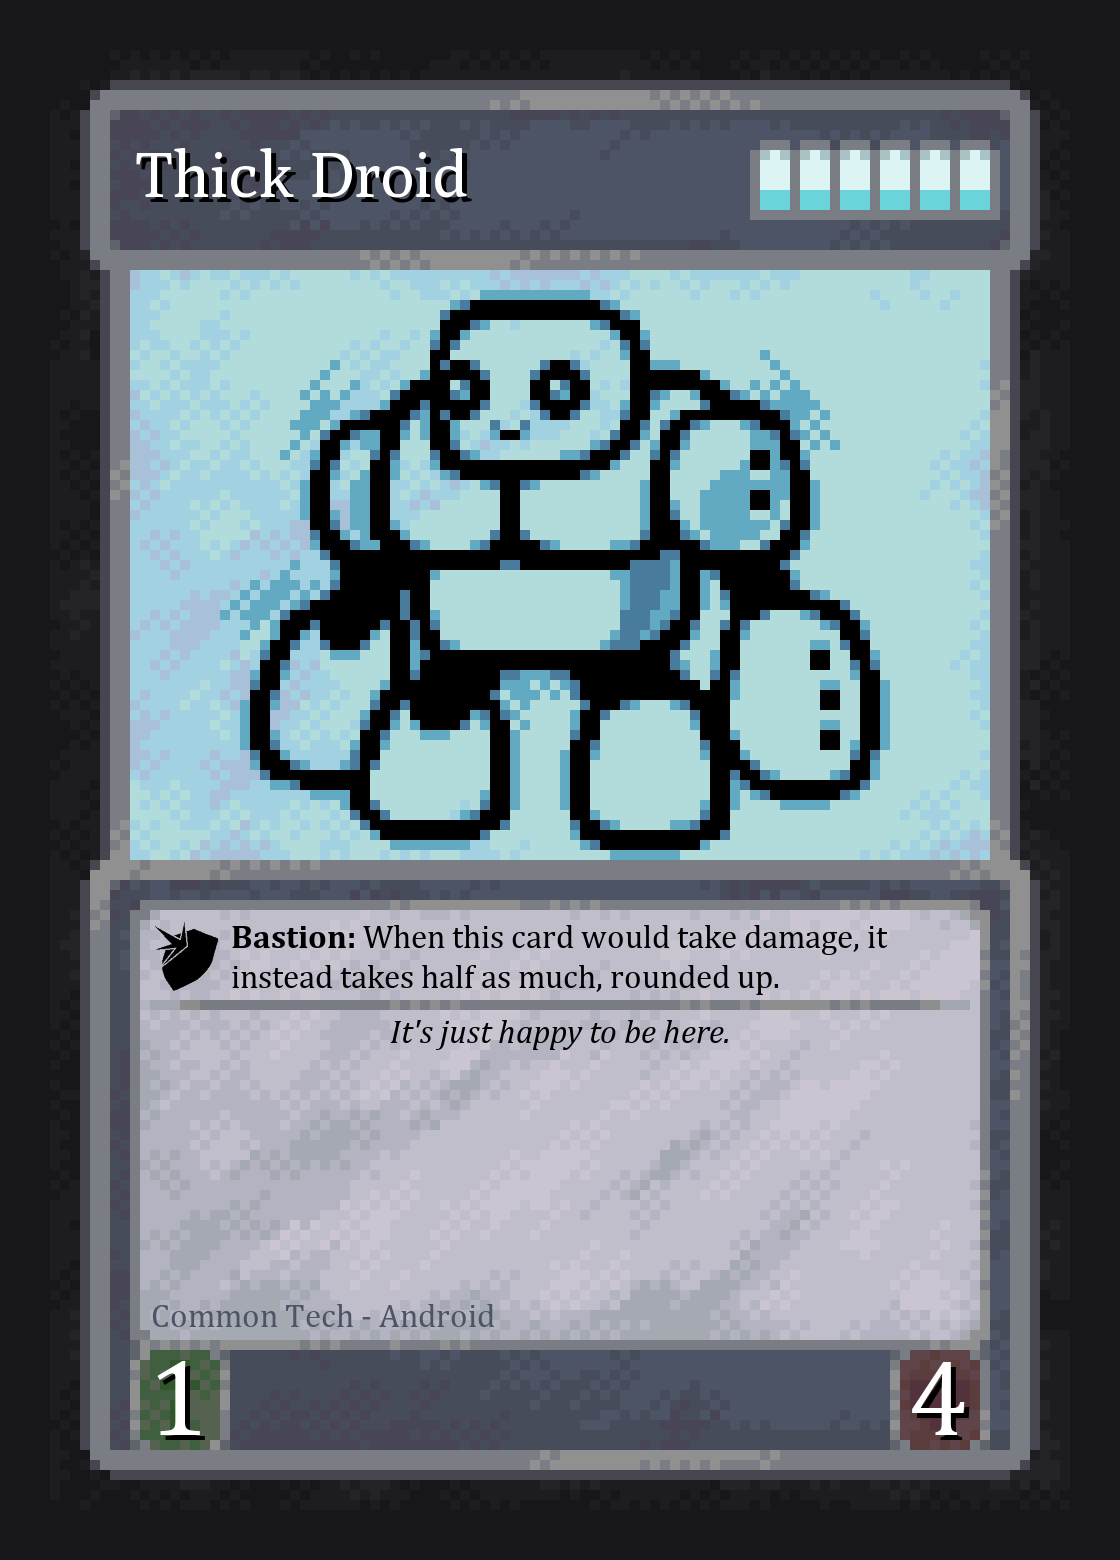 Thick Droid
Bastion: When this card would take damage, it
instead takes half as much, rounded up.
It's just happy to be here.
Common Tech - Android
1
4